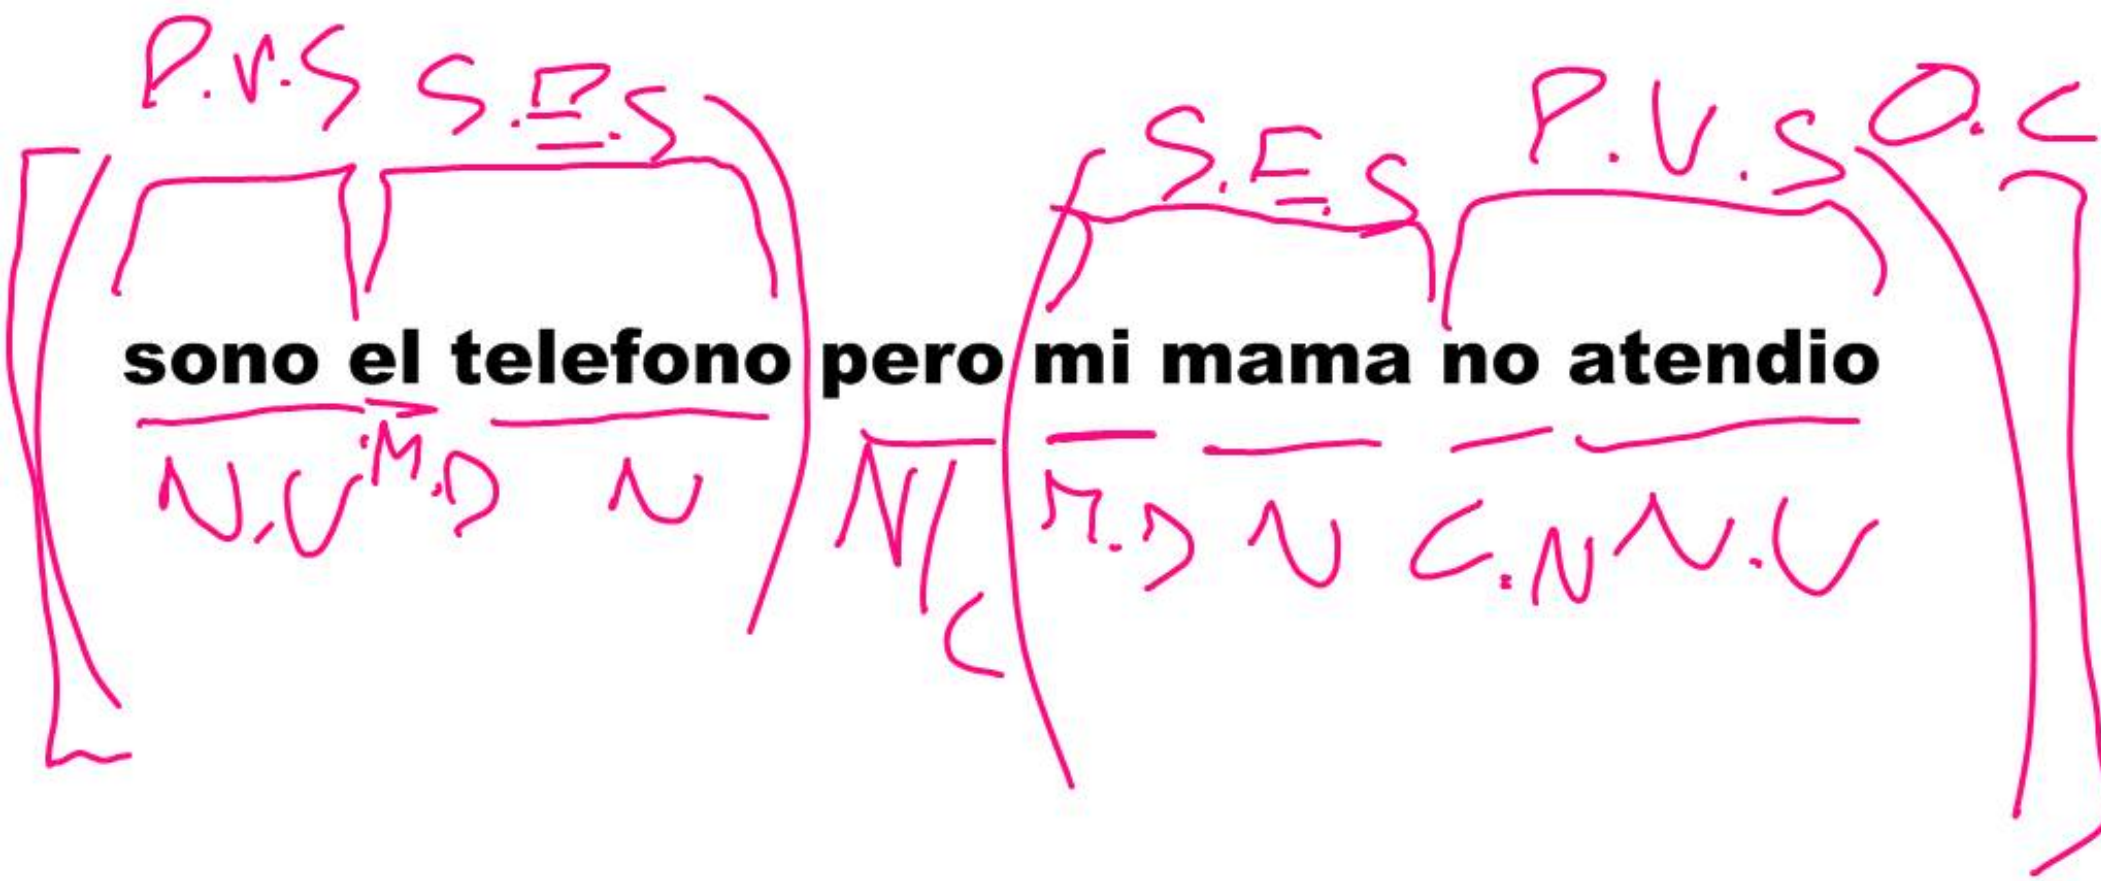 P.V.S S.E.S S.E.S P.V.S O.C
sono el telefono pero mi mama no atendio
N.V M.D N N/C M.D N C.N N.V